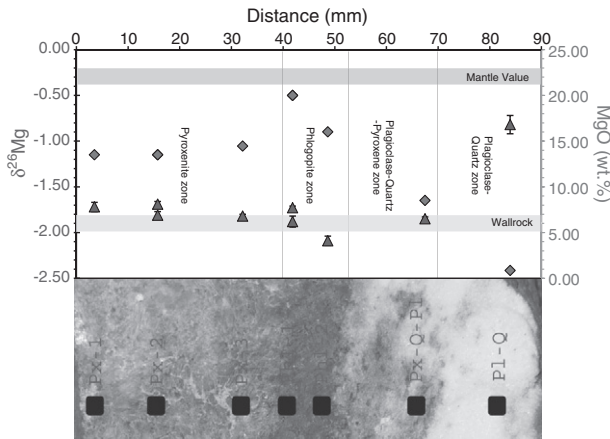 Distance (mm)
0 10 20 30 40 50 60 70 80 90
0.00 -0.50 -1.00 -1.50 -2.00 -2.50
δ26Mg
25.00 20.00 15.00 10.00 5.00 0.00
MgO (wt.%)
Mantle Value
Pyroxenite zone
Phlogopite zone
Plagioclase-Quartz
-Pyroxene zone
Plagioclase-
Quartz zone
Wallrock
Px-1
Px-2
Px-3
Px-Q-Pl
Pl-Q